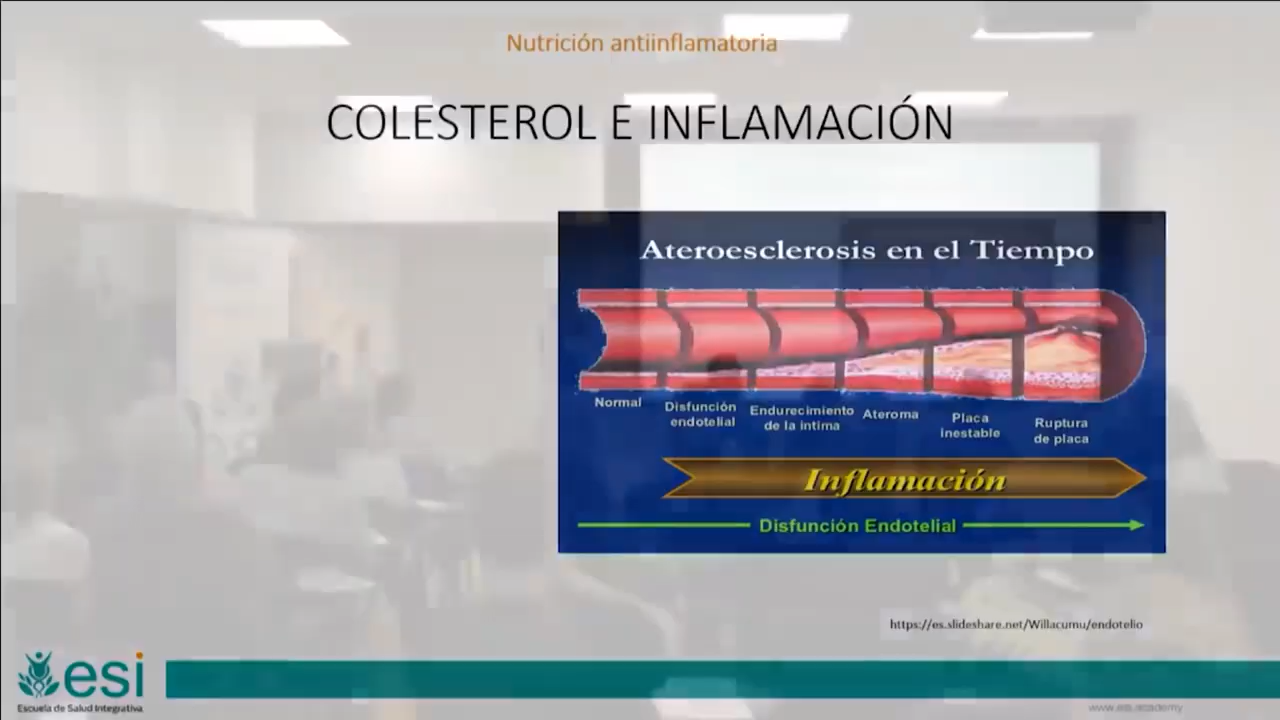 Nutrición antiinflamatoria
COLESTEROL E INFLAMACIÓN
Ateroesclerosis en el Tiempo
Normal
Disfunción
endotelial
Endurecimiento
de la intima
Ateroma
Placa
inestable
Ruptura
de placa
Inflamación
Disfunción Endotelial
https://es.slideshare.net/Willacumu/endotelio
esi
Escuela de Salud Integrativa
www.esi.academy